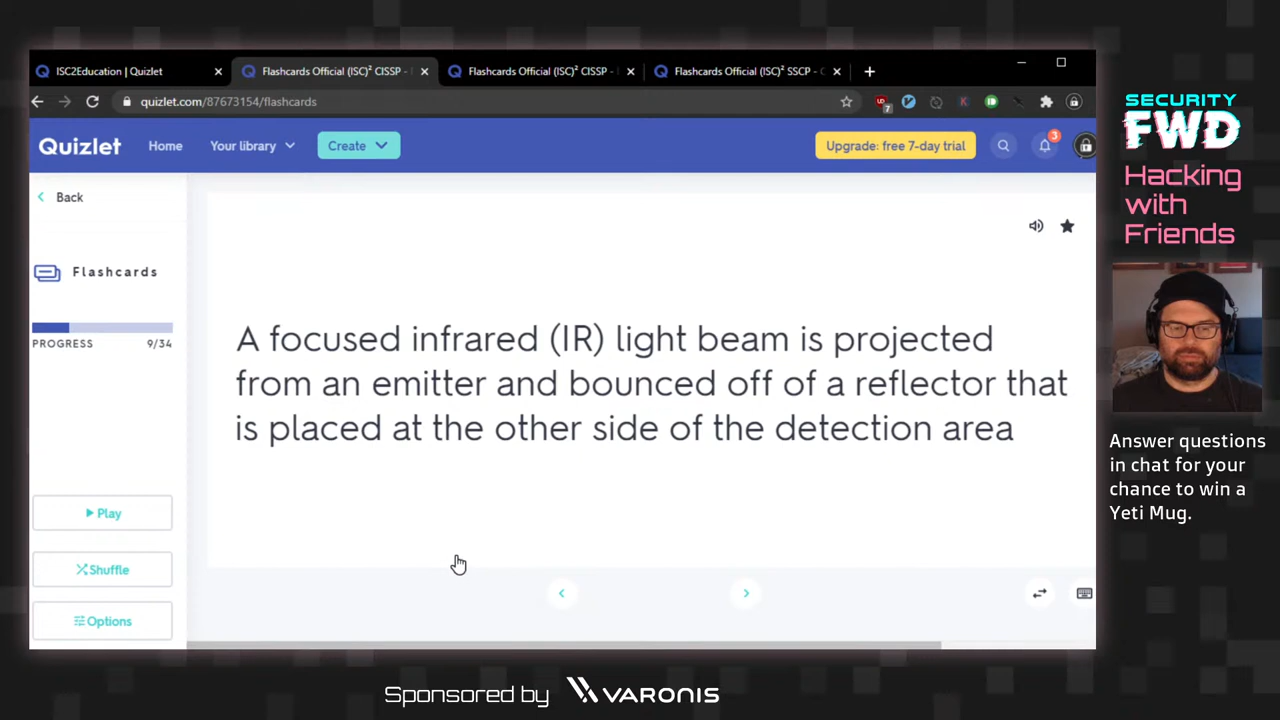 ISC2Education | Quizlet
Flashcards Official (ISC)² CISSP -
Flashcards Official (ISC)² CISSP -
Flashcards Official (ISC)² SSCP -
quizlet.com/87673154/flashcards
7
Quizlet
Home
Your library
Create
Upgrade: free 7-day trial
3
Back
Flashcards
PROGRESS 9/34
A focused infrared (IR) light beam is projected
from an emitter and bounced off of a reflector that
is placed at the other side of the detection area
Play
Shuffle
Options
SECURITY
FWD
Hacking
with
Friends
Answer questions
in chat for your
chance to win a
Yeti Mug.
Sponsored by VARONIS